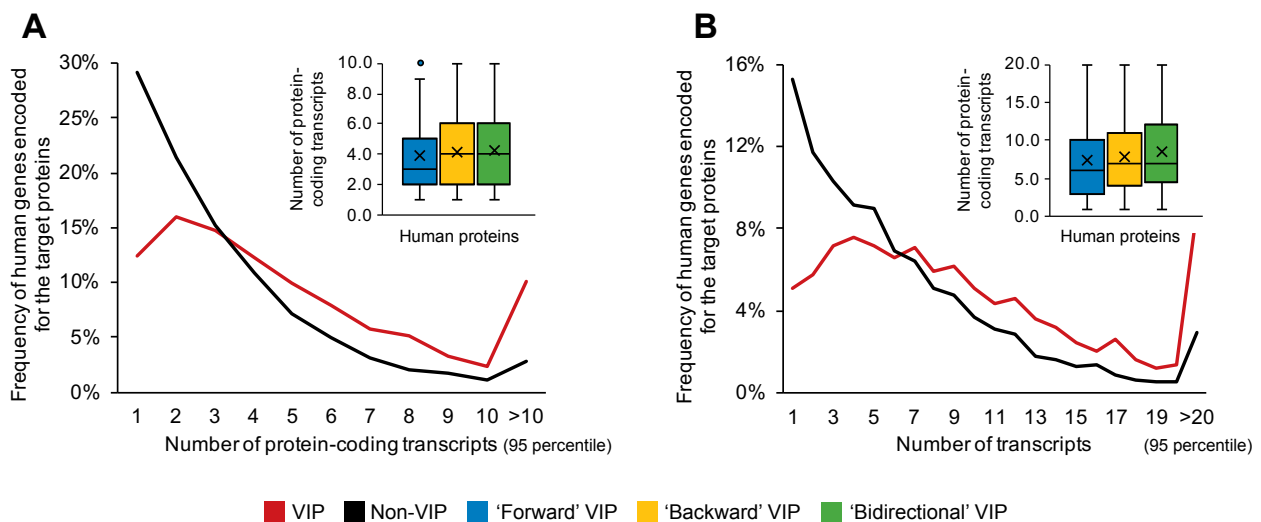 A
Frequency of human genes encoded
for the target proteins
30%
25%
20%
15%
10%
5%
0%
1 2 3 4 5 6 7 8 9 10 >10
Number of protein-coding transcripts (95 percentile)
Number of protein-
coding transcripts
10.0
8.0
6.0
4.0
2.0
0.0
Human proteins
B
Frequency of human genes encoded
for the target proteins
16%
12%
8%
4%
0%
1 3 5 7 9 11 13 15 17 19 >20
Number of transcripts (95 percentile)
Number of protein-
coding transcripts
20.0
15.0
10.0
5.0
0.0
Human proteins
VIP Non-VIP 'Forward' VIP 'Backward' VIP 'Bidirectional' VIP